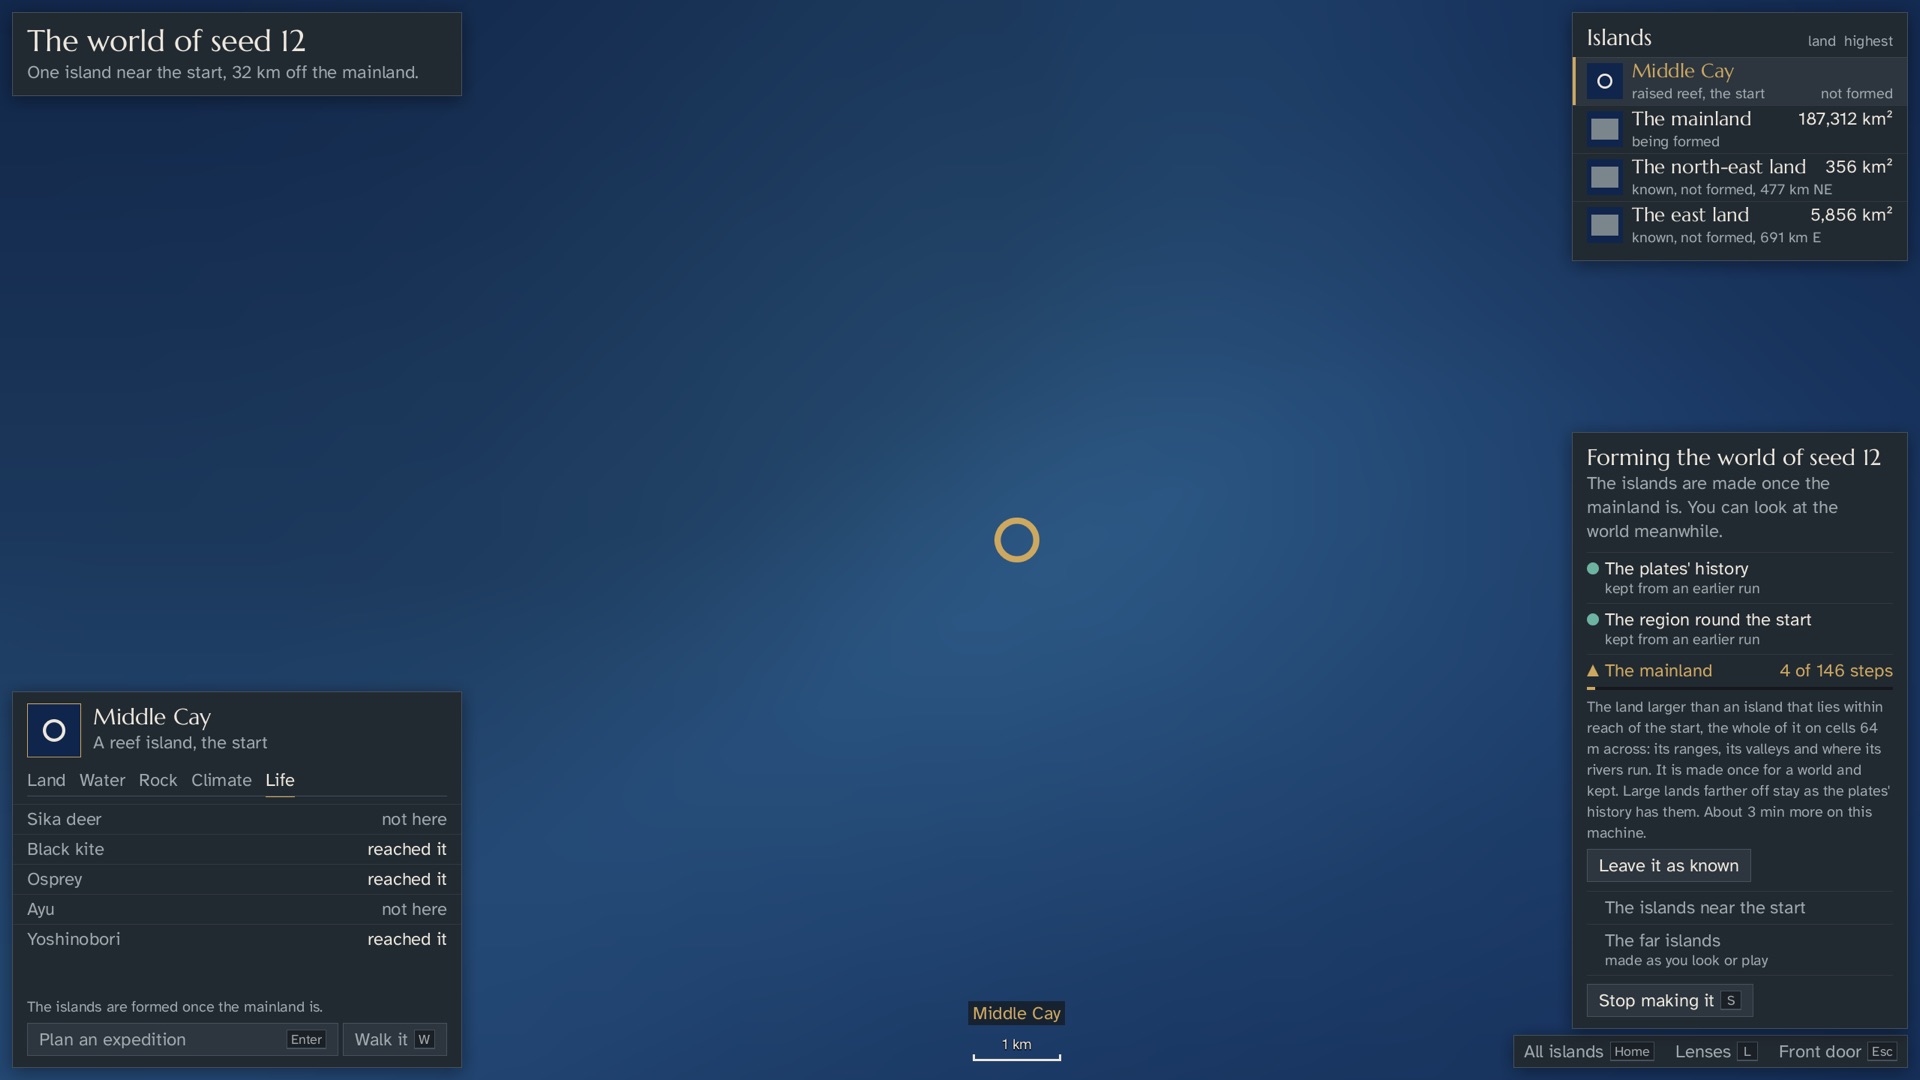 The world of seed 12
One island near the start, 32 km off the mainland.
Islands land highest
Middle Cay
raised reef, the start not formed
The mainland 187,312 km²
being formed
The north-east land 356 km²
known, not formed, 477 km NE
The east land 5,856 km²
known, not formed, 691 km E
Forming the world of seed 12
The islands are made once the
mainland is. You can look at the
world meanwhile.
The plates' history
kept from an earlier run
The region round the start
kept from an earlier run
The mainland 4 of 146 steps
The land larger than an island that lies within
reach of the start, the whole of it on cells 64
m across: its ranges, its valleys and where its
rivers run. It is made once for a world and
kept. Large lands farther off stay as the plates'
history has them. About 3 min more on this
machine.
Leave it as known
The islands near the start
The far islands
made as you look or play
Stop making it S
Middle Cay
A reef island, the start
Land Water Rock Climate Life
Sika deer not here
Black kite reached it
Osprey reached it
Ayu not here
Yoshinobori reached it
The islands are formed once the mainland is.
Plan an expedition Enter Walk it W
Middle Cay
1 km
All islands Home Lenses L Front door Esc